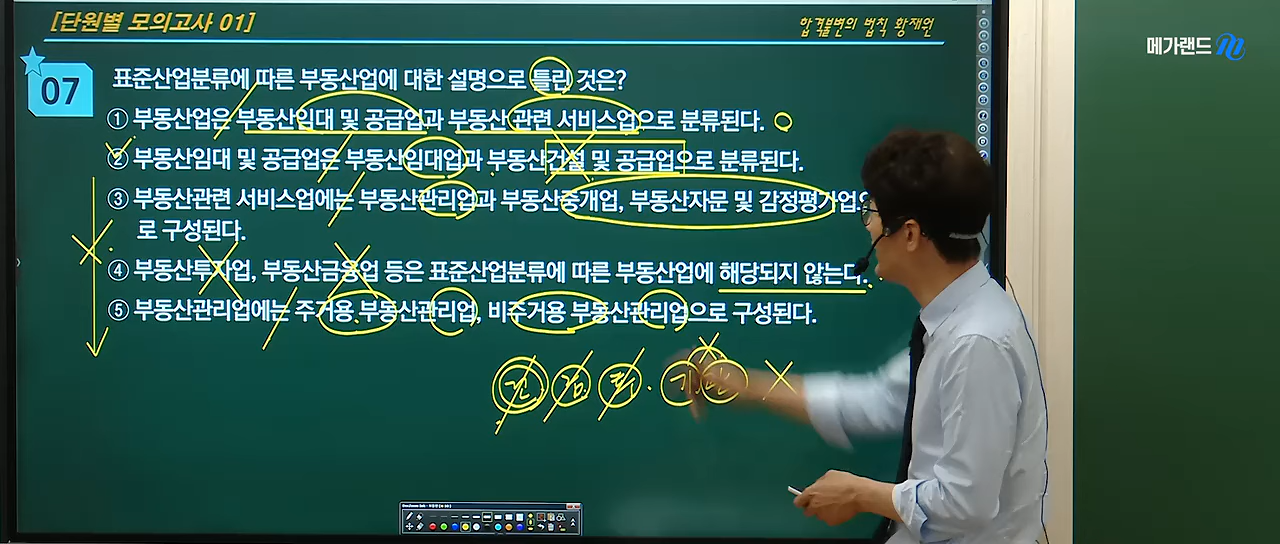 [단원별 모의고사 01]
합격불변의 법칙 황재원
메가랜드
07 표준산업분류에 따른 부동산업에 대한 설명으로 틀린 것은?
① 부동산업은 부동산임대 및 공급업과 부동산 관련 서비스업으로 분류된다.
② 부동산임대 및 공급업은 부동산임대업과 부동산건설 및 공급업으로 분류된다.
③ 부동산관련 서비스업에는 부동산관리업과 부동산중개업, 부동산자문 및 감정평가업으
로 구성된다.
④ 부동산투자업, 부동산금융업 등은 표준산업분류에 따른 부동산업에 해당되지 않는다.
⑤ 부동산관리업에는 주거용 부동산관리업, 비주거용 부동산관리업으로 구성된다.